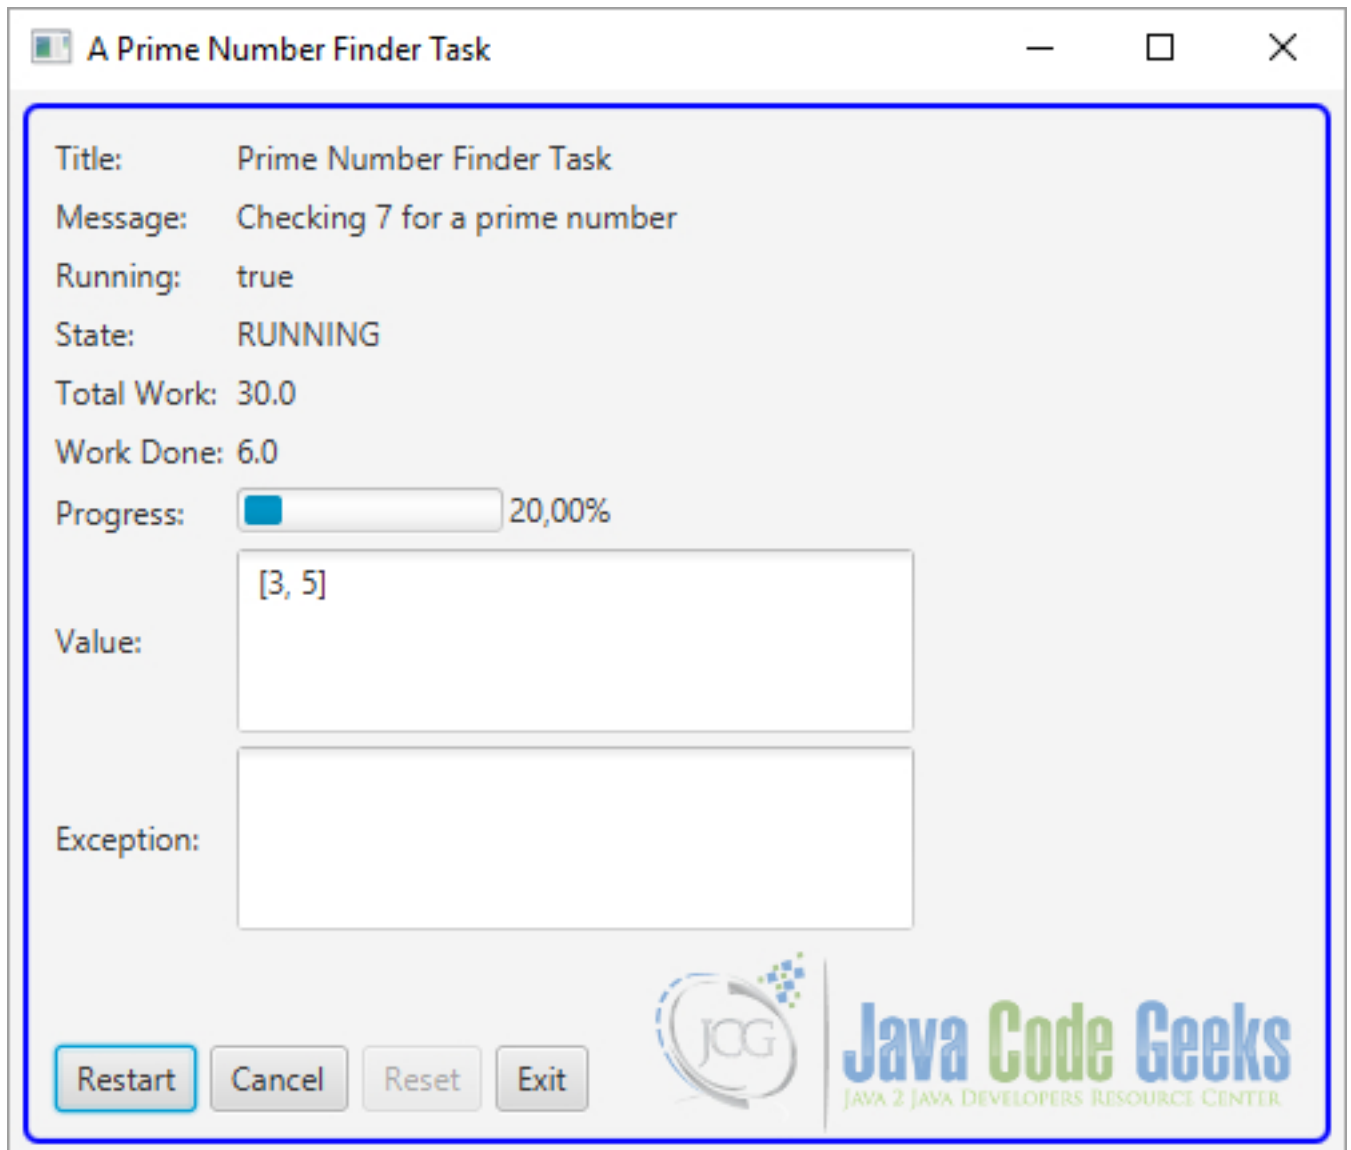 A Prime Number Finder Task
Title: Prime Number Finder Task
Message: Checking 7 for a prime number
Running: true
State: RUNNING
Total Work: 30.0
Work Done: 6.0
Progress: 20,00%
[3, 5]
Value:
Exception:
JCG
Java Code Geeks
JAVA 2 JAVA DEVELOPERS RESOURCE CENTER
Restart Cancel Reset Exit